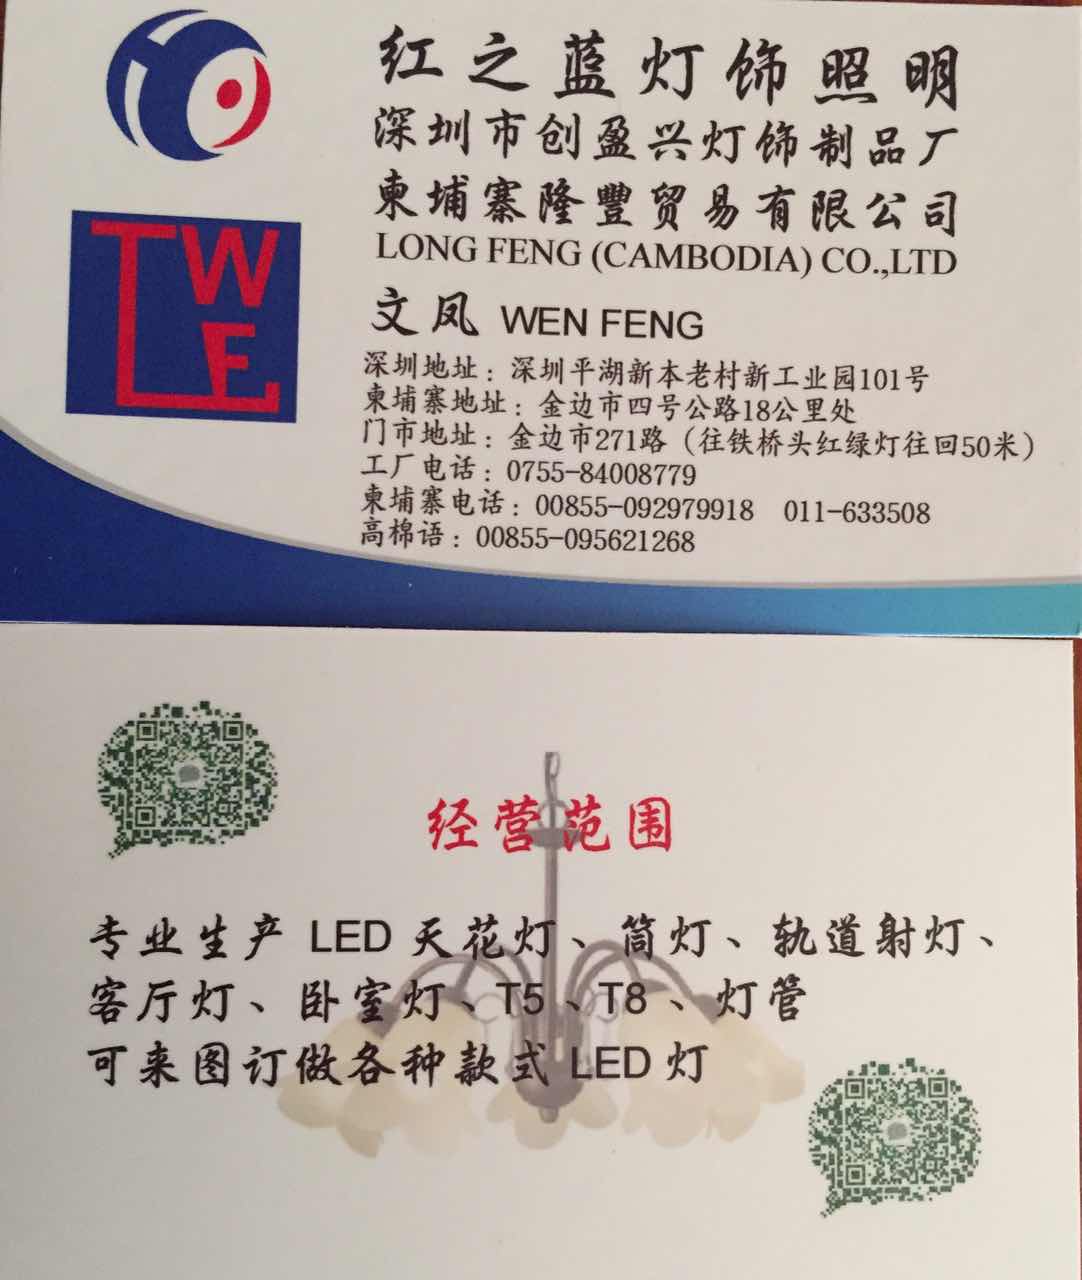 红之蓝灯饰照明
深圳市创盈兴灯饰制品厂
柬埔寨隆豐贸易有限公司
LONG FENG (CAMBODIA) CO.,LTD
文凤 WEN FENG
深圳地址：深圳平湖新本老村新工业园101号
柬埔寨地址：金边市四号公路18公里处
门市地址：金边市271路（往铁桥头红绿灯往回50米）
工厂电话：0755-84008779
柬埔寨电话：00855-092979918 011-633508
高棉语：00855-095621268
LWFE
经营范围
专业生产 LED 天花灯、筒灯、轨道射灯、
客厅灯、卧室灯、T5、T8、灯管
可来图订做各种款式 LED 灯